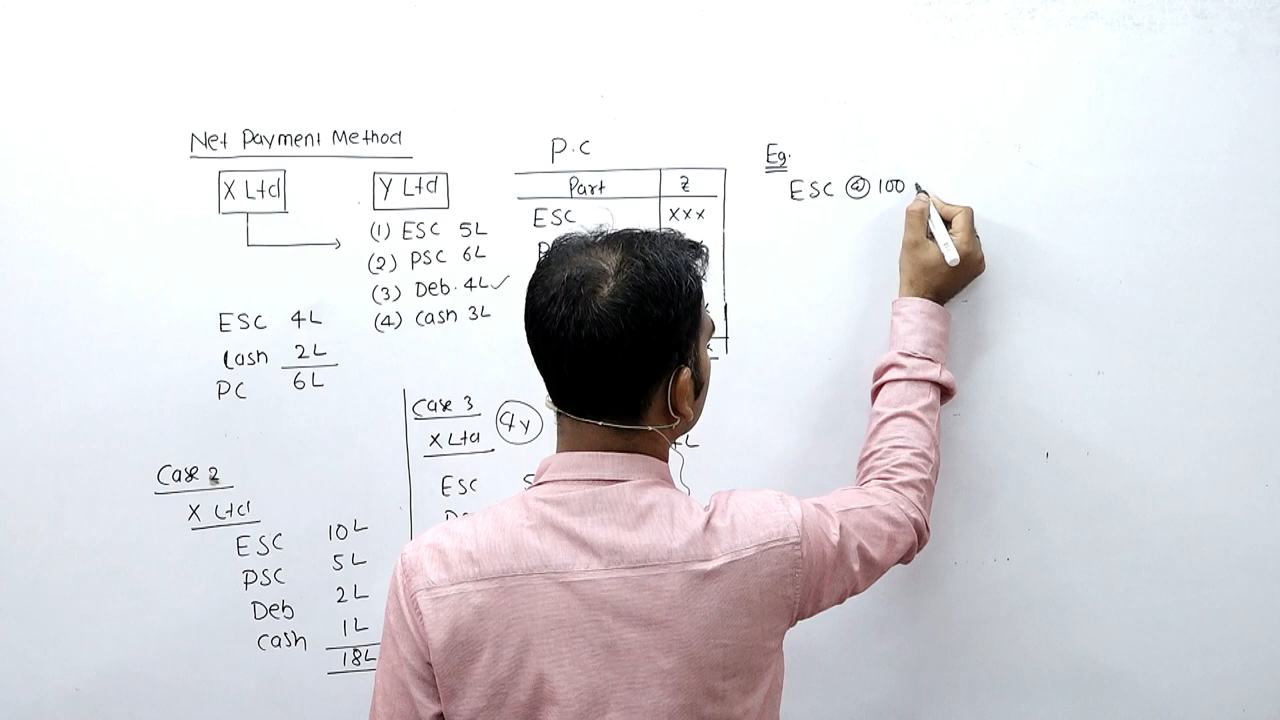 Net Payment Method
X Ltd
Y Ltd
(1) ESC 5L
(2) PSC 6L
(3) Deb. 4L ✓
(4) Cash 3L
ESC 4L
Cash 2L
PC 6L
P.C
Part
ESC xxx
Eg.
ESC @ 100
Case 2
X Ltd
ESC 10L
PSC 5L
Deb 2L
Cash 1L
18L
Case 3
X Ltd
ESC